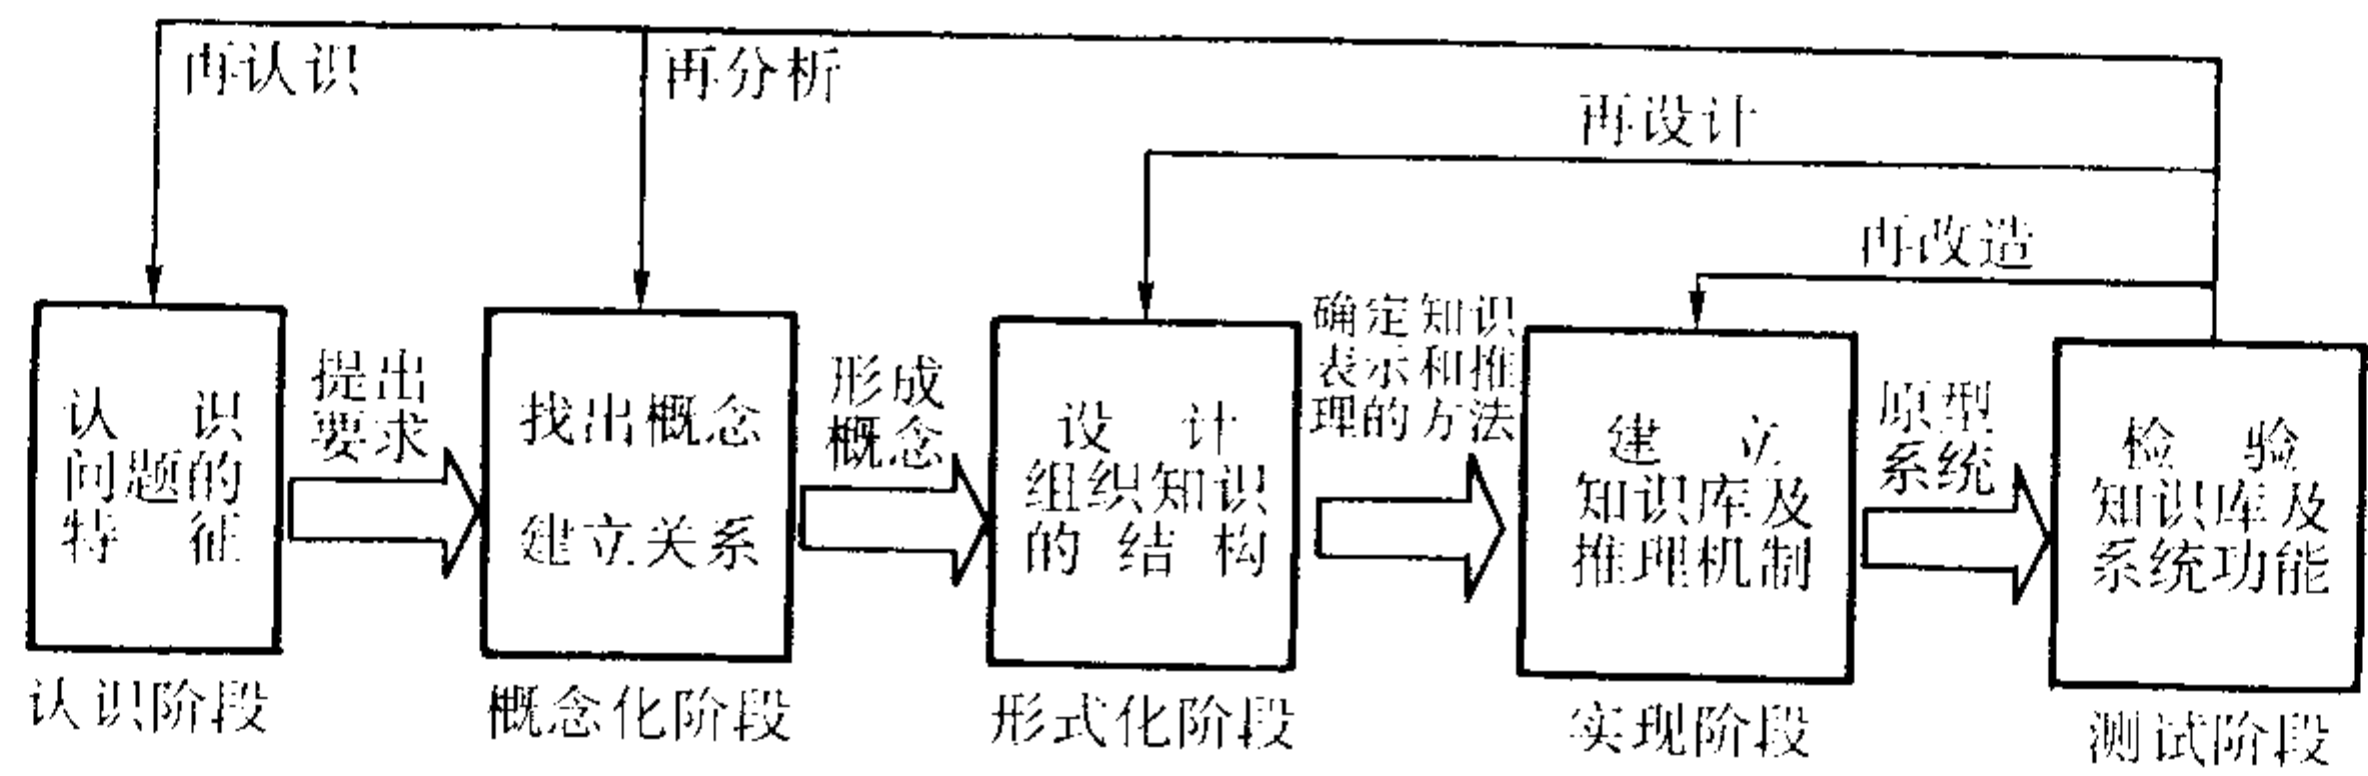 再认识
再分析
再设计
再改造
认识
问题的
特征
提出
要求
找出概念
建立关系
形成
概念
设计
组织知识
的结构
确定知识
表示和推
理的方法
建立
知识库及
推理机制
原型
系统
检验
知识库及
系统功能
认识阶段
概念化阶段
形式化阶段
实现阶段
测试阶段